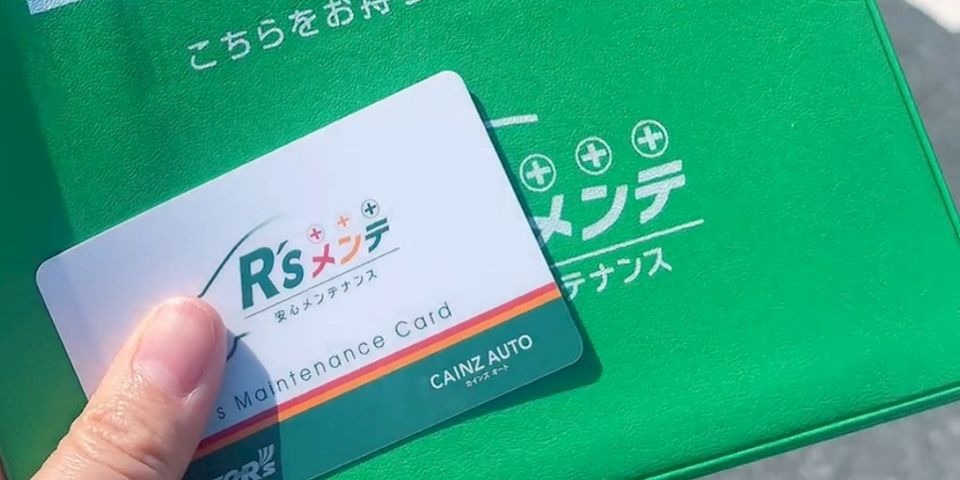 こちらをお持
メンテ
テナンス
R'sメンテ
安心メンテナンス
s Maintenance Card
CAINZ AUTO
カインズ オート